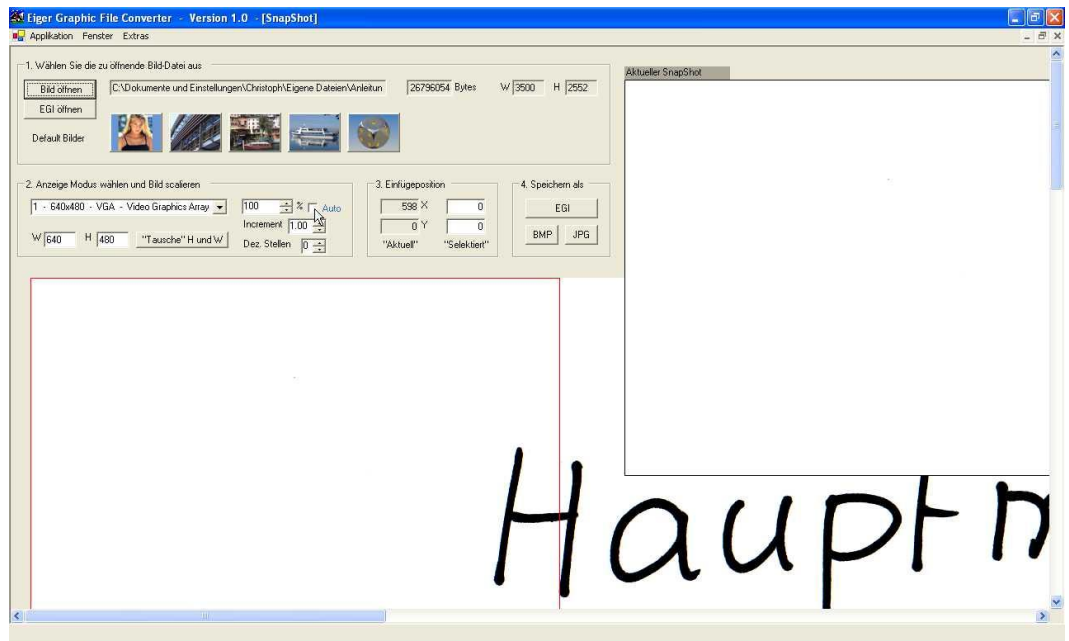 Eiger Graphic File Converter - Version 1.0 - [SnapShot]
Applikation Fenster Extras
1. Wählen Sie die zu öffnende Bild-Datei aus
Bild öffnen C:\Dokumente und Einstellungen\Christoph\Eigene Dateien\Anleitun 26796054 Bytes W 3500 H 2552
EGI öffnen
Default Bilder
Aktueller SnapShot
2. Anzeige Modus wählen und Bild scalieren
1 - 640x480 - VGA - Video Graphics Array 100 % Auto
Increment 1.00
W 640 H 480 "Tausche" H und W Dez. Stellen 0
3. Einfügeposition
598 X 0
0 Y 0
"Aktuell" "Selektiert"
4. Speichern als
EGI
BMP JPG
Hauptm